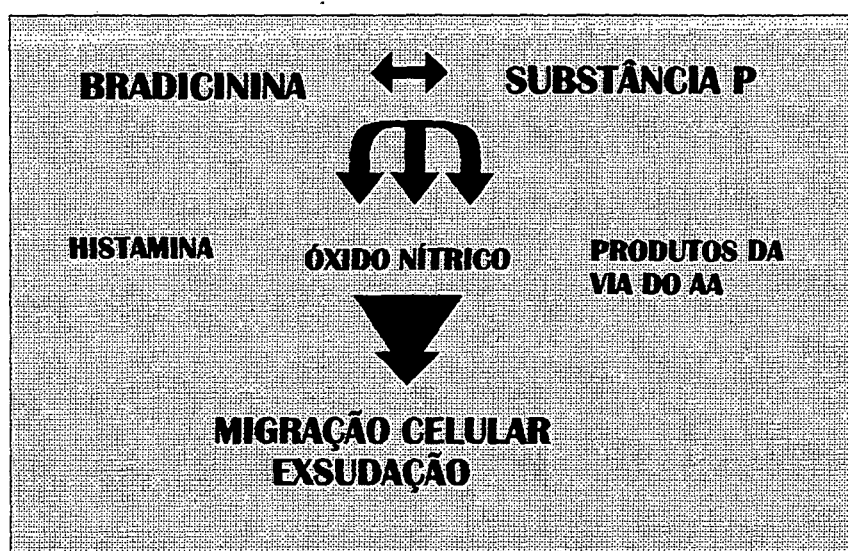 BRADICININA SUBSTÂNCIA P
HISTAMINA ÓXIDO NÍTRICO PRODUTOS DA
VIA DO AA
MIGRAÇÃO CELULAR
EXSUDAÇÃO